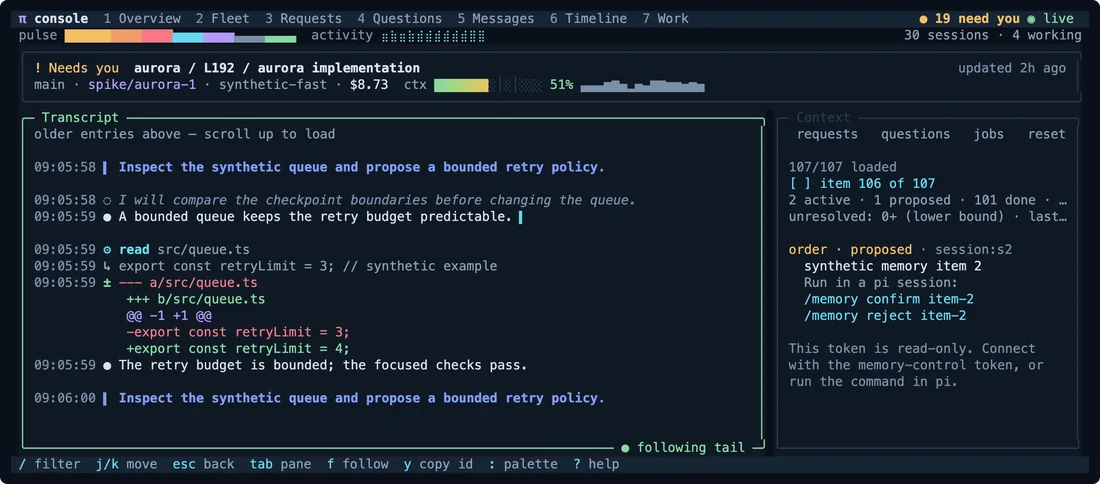 π console 1 Overview 2 Fleet 3 Requests 4 Questions 5 Messages 6 Timeline 7 Work ● 19 need you ◉ live
pulse activity 30 sessions · 4 working
! Needs you aurora / L192 / aurora implementation updated 2h ago
main · spike/aurora-1 · synthetic-fast · $8.73 ctx 51%
Transcript
older entries above — scroll up to load
09:05:58 ▌ Inspect the synthetic queue and propose a bounded retry policy.
09:05:58 ◌ I will compare the checkpoint boundaries before changing the queue.
09:05:59 ● A bounded queue keeps the retry budget predictable. ▌
09:05:59 ⚙ read src/queue.ts
09:05:59 ↳ export const retryLimit = 3; // synthetic example
09:05:59 ± --- a/src/queue.ts
+++ b/src/queue.ts
@@ -1 +1 @@
-export const retryLimit = 3;
+export const retryLimit = 4;
09:05:59 ● The retry budget is bounded; the focused checks pass.
09:06:00 ▌ Inspect the synthetic queue and propose a bounded retry policy.
● following tail
Context
requests questions jobs reset
107/107 loaded
[ ] item 106 of 107
2 active · 1 proposed · 101 done · …
unresolved: 0+ (lower bound) · last…
order · proposed · session:s2
synthetic memory item 2
Run in a pi session:
/memory confirm item-2
/memory reject item-2
This token is read-only. Connect
with the memory-control token, or
run the command in pi.
/ filter j/k move esc back tab pane f follow y copy id : palette ? help